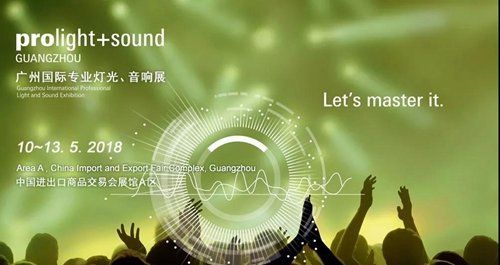 prolight+sound
GUANGZHOU
广州国际专业灯光、音响展
Guangzhou International Professional
Light and Sound Exhibition
Let's master it.
10~13. 5. 2018
Area A , China Import and Export Fair Complex, Guangzhou
中国进出口商品交易会展馆A区